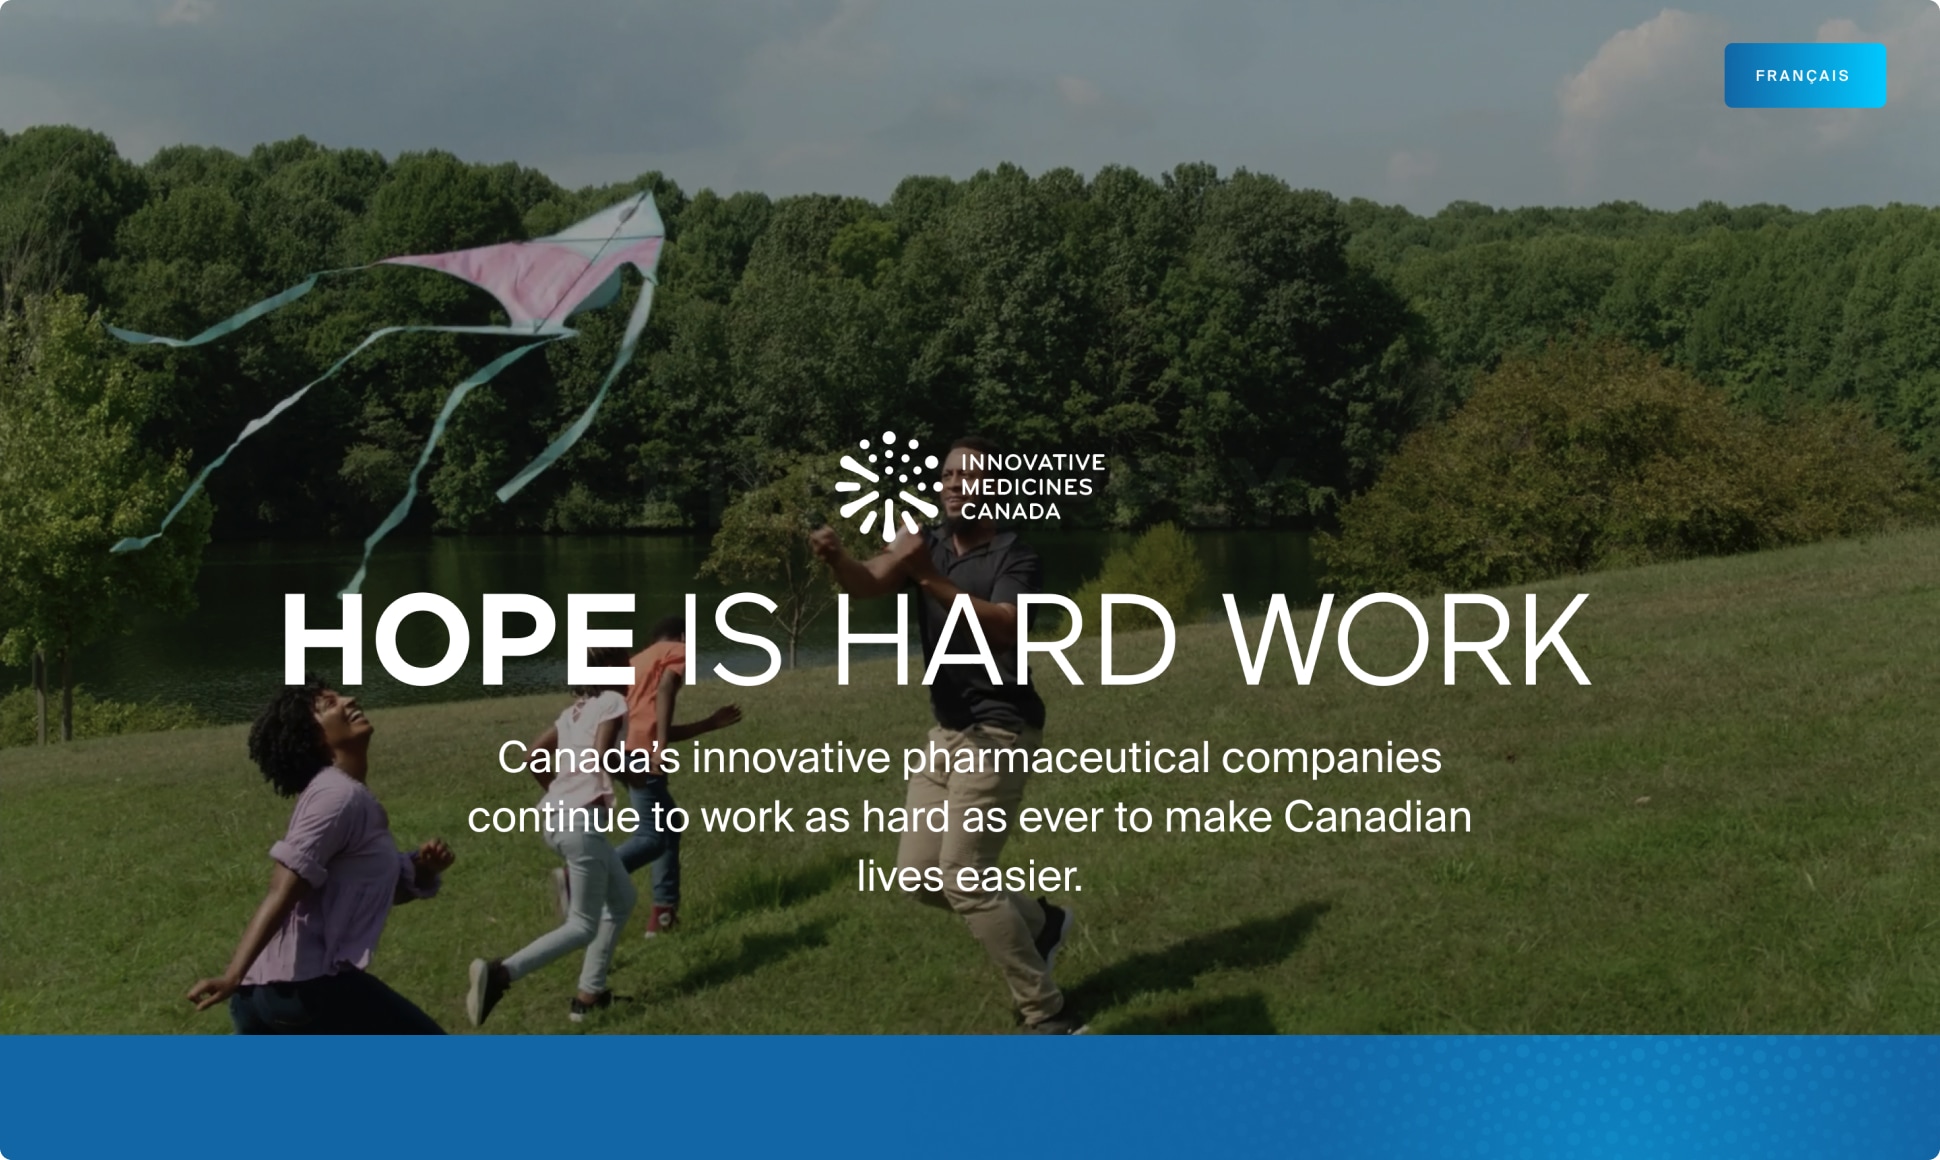 FRANÇAIS
INNOVATIVE
MEDICINES
CANADA
HOPE IS HARD WORK
Canada’s innovative pharmaceutical companies
continue to work as hard as ever to make Canadian
lives easier.